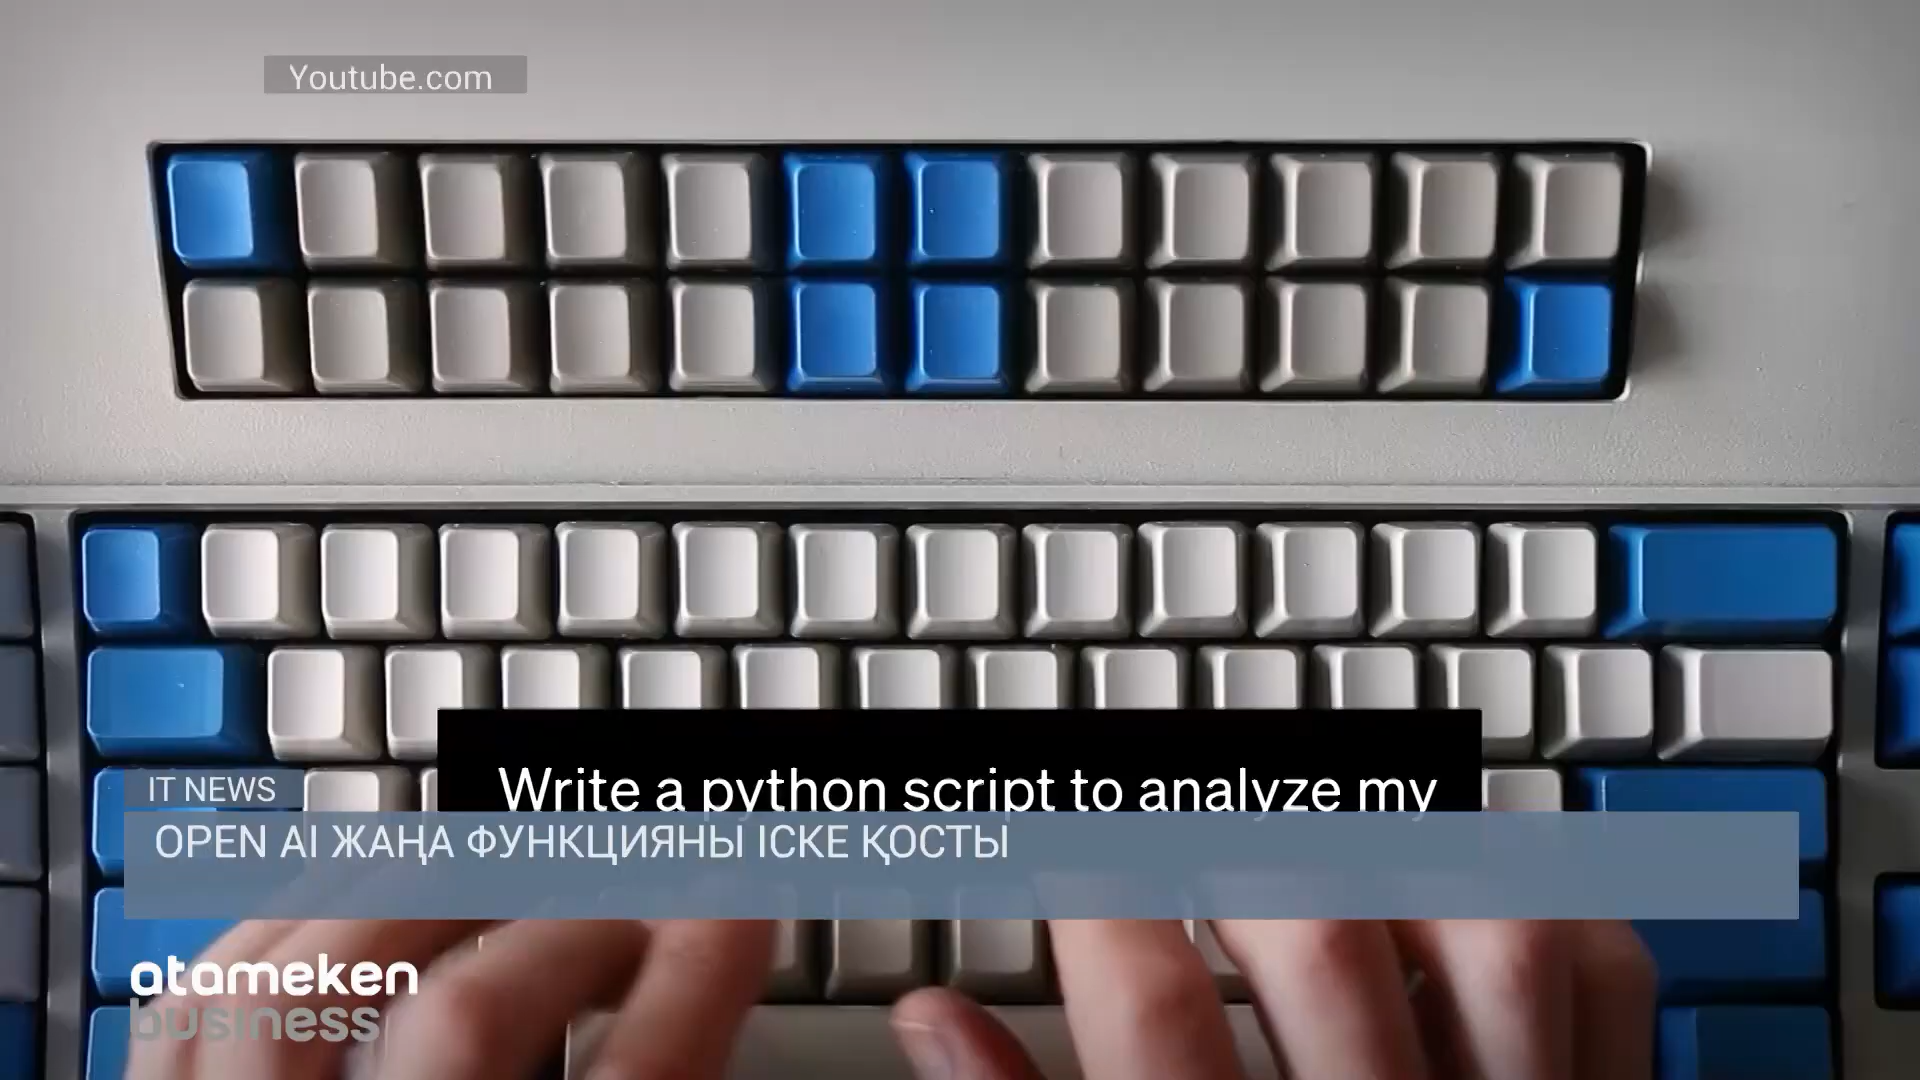 Youtube.com
Write a python script to analyze my
IT NEWS
OPEN AI ЖАҢА ФУНКЦИЯНЫ ІСКЕ ҚОСТЫ
atameken
business